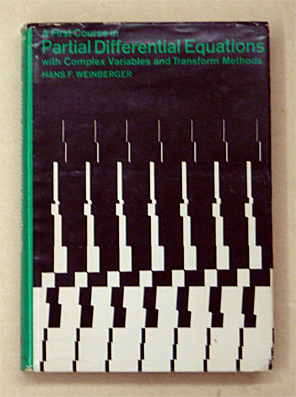 A First Course in
Partial Differential Equations
with Complex Variables and Transform Methods
HANS F. WEINBERGER